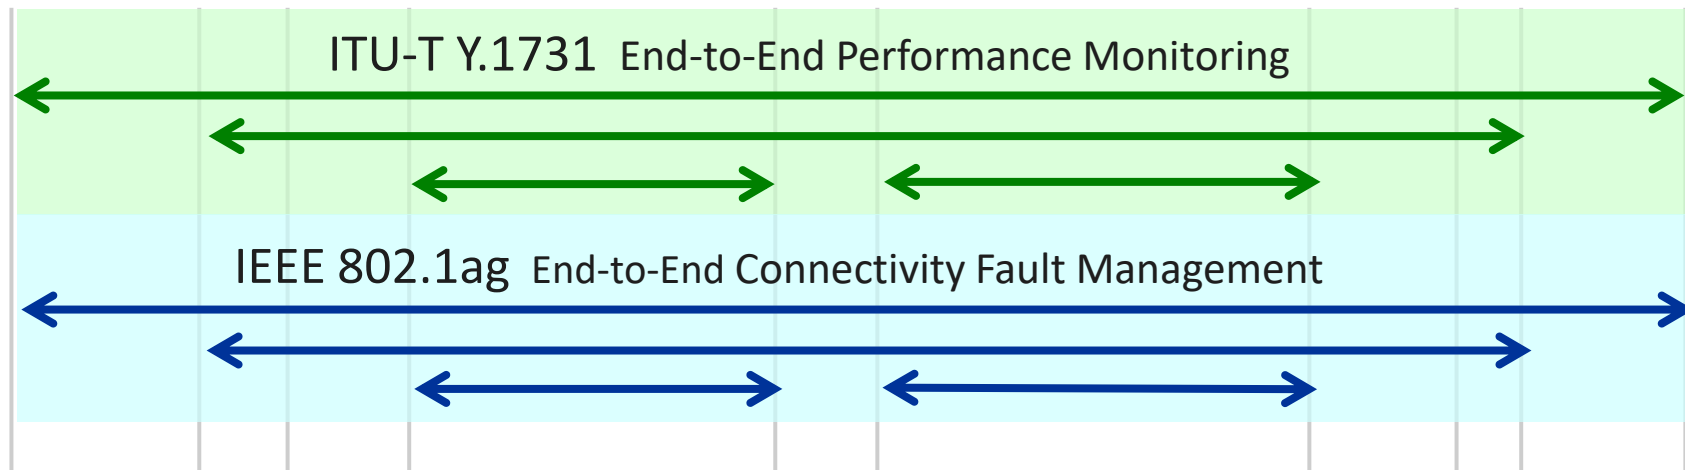 ITU-T Y.1731 End-to-End Performance Monitoring
IEEE 802.1ag End-to-End Connectivity Fault Management